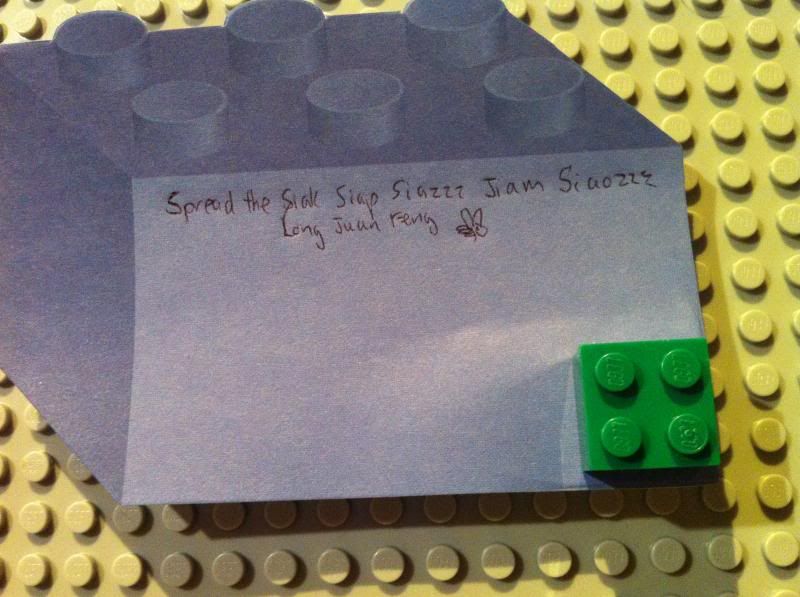 Spread the Siak Siap Siazzz Jiam Siaozzz
Long Juan Feng